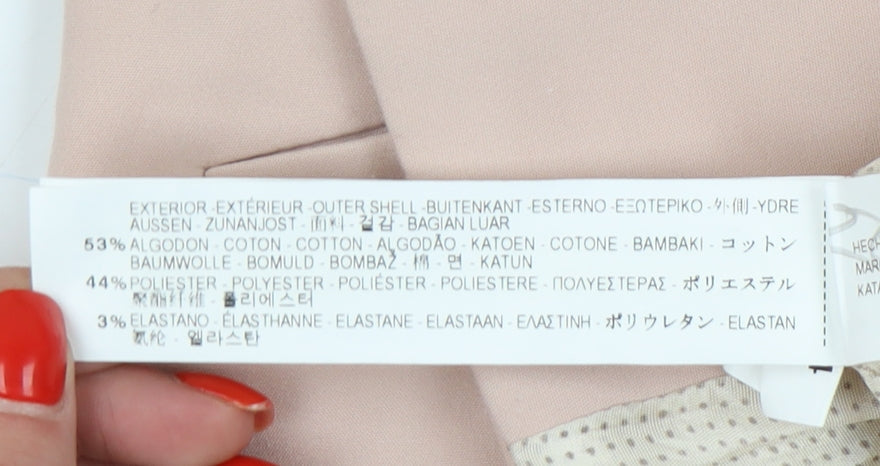 EXTERIOR -EXTÉRIEUR -OUTER SHELL -BUITENKANT -ESTERNO -ΕΞΩΤΕΡΙΚΟ -外側 -YDRE
AUSSEN - ZUNANJOST - 面料 - 겉감 - BAGIAN LUAR
53% ALGODON - COTON - COTTON - ALGODÃO - KATOEN - COTONE - BAMBAKI - コットン
BAUMWOLLE - BOMULD - BOMBAŽ - 棉 - 면 - KATUN
44% POLIESTER - POLYESTER - POLIÉSTER - POLIESTERE - ΠΟΛΥΕΣΤΕΡΑΣ - ポリエステル
聚酯纤维 - 폴리에스터
3% ELASTANO - ÉLASTHANNE - ELASTANE - ELASTAAN - ΕΛΑΣΤΙΝΗ - ポリウレタン - ELASTAN
氨纶 - 엘라스탄
HECH
MAR
KATA